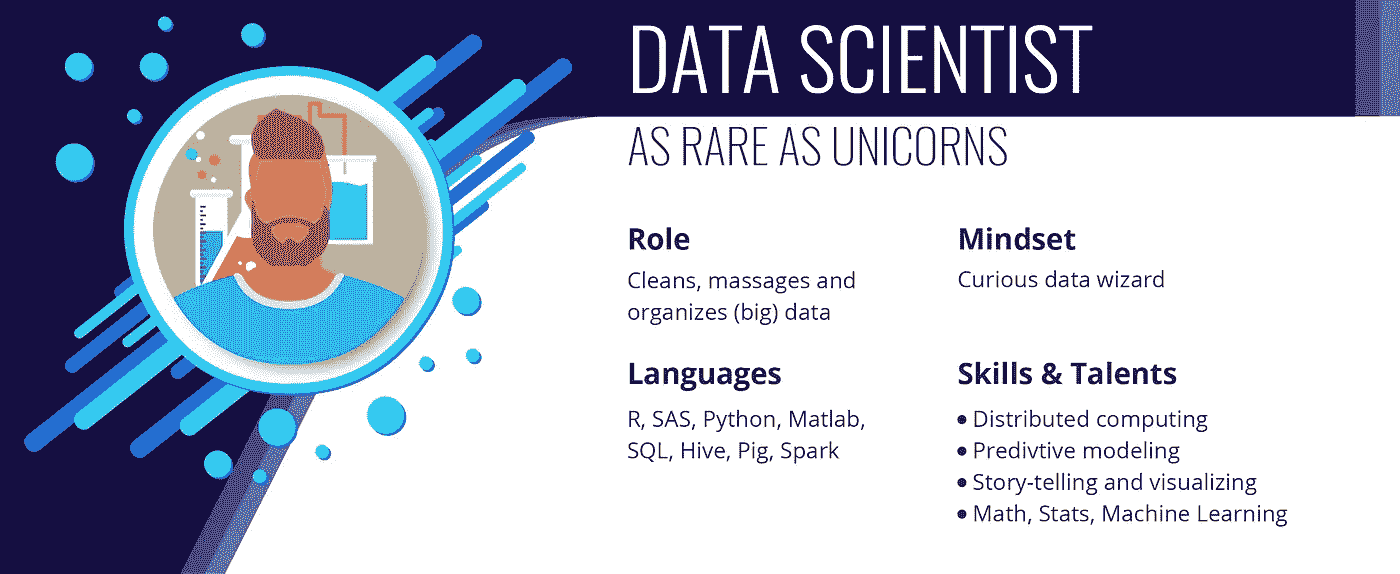 DATA SCIENTIST
AS RARE AS UNICORNS
Role
Cleans, massages and
organizes (big) data
Mindset
Curious data wizard
Languages
R, SAS, Python, Matlab,
SQL, Hive, Pig, Spark
Skills & Talents
• Distributed computing
• Predivtive modeling
• Story-telling and visualizing
• Math, Stats, Machine Learning